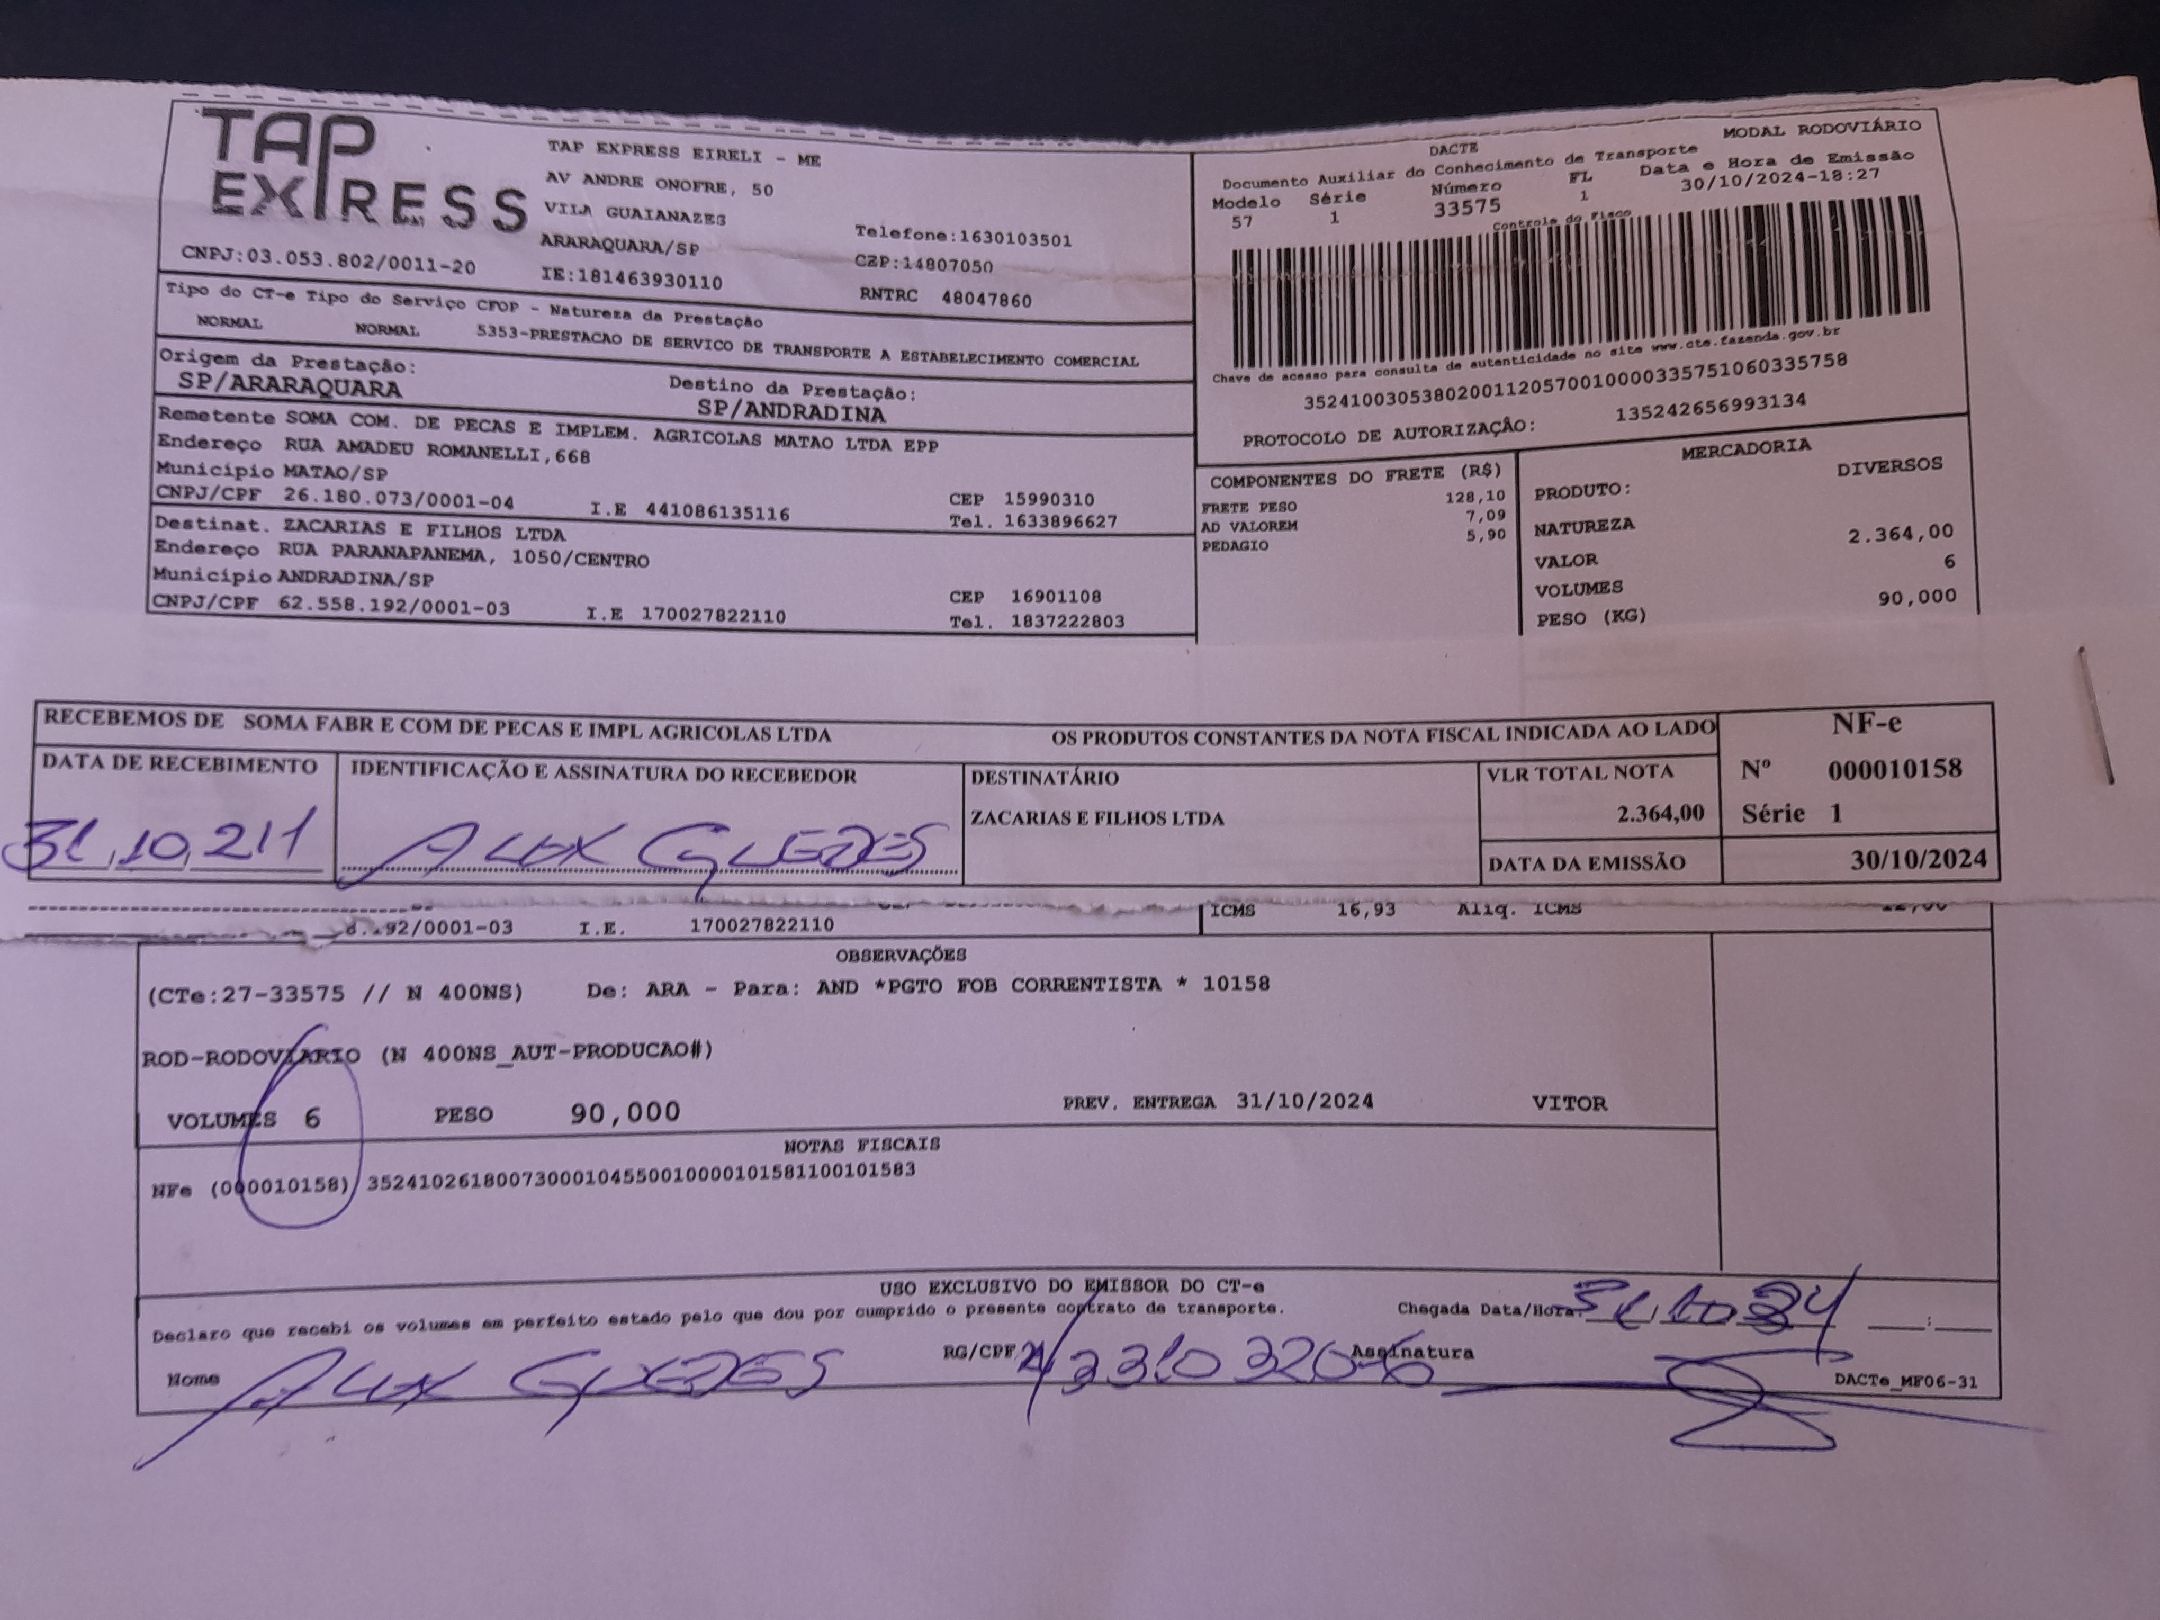 TAP
EXPRESS
TAP EXPRESS EIRELI - ME
AV ANDRE ONOFRE, 50
VILA GUAIANAZES
ARARAQUARA/SP
Telefone:1630103501
CNPJ:03.053.802/0011-20
IE:181463930110
CEP:14807050
RNTRC 48047860
Tipo do CT-e Tipo do Serviço CFOP - Natureza da Prestação
NORMAL NORMAL 5353-PRESTACAO DE SERVICO DE TRANSPORTE A ESTABELECIMENTO COMERCIAL
Origem da Prestação:
SP/ARARAQUARA
Destino da Prestação:
SP/ANDRADINA
Remetente SOMA COM. DE PECAS E IMPLEM. AGRICOLAS MATAO LTDA EPP
Endereço RUA AMADEU ROMANELLI,668
Município MATAO/SP
CEP 15990310
CNPJ/CPF 26.180.073/0001-04 I.E 441086135116 Tel. 1633896627
Destinat. ZACARIAS E FILHOS LTDA
Endereço RUA PARANAPANEMA, 1050/CENTRO
Município ANDRADINA/SP
CEP 16901108
CNPJ/CPF 62.558.192/0001-03 I.E 170027822110 Tel. 1837222803
DACTE
MODAL RODOVIÁRIO
Documento Auxiliar do Conhecimento de Transporte
Modelo Série Número FL Data e Hora de Emissão
57 1 33575 1 30/10/2024-18:27
Controle do Fisco
Chave de acesso para consulta de autenticidade no site www.cte.fazenda.gov.br
35241003053802001120570010000335751060335758
PROTOCOLO DE AUTORIZAÇÃO: 135242656993134
COMPONENTES DO FRETE (R$)
FRETE PESO 128,10
AD VALOREM 7,09
PEDAGIO 5,90
MERCADORIA
PRODUTO: DIVERSOS
NATUREZA
VALOR 2.364,00
VOLUMES 6
PESO (KG) 90,000
RECEBEMOS DE SOMA FABR E COM DE PECAS E IMPL AGRICOLAS LTDA OS PRODUTOS CONSTANTES DA NOTA FISCAL INDICADA AO LADO
NF-e
Nº 000010158
Série 1
DATA DE RECEBIMENTO
31,10,24
IDENTIFICAÇÃO E ASSINATURA DO RECEBEDOR
ALEX GUEDES
DESTINATÁRIO
ZACARIAS E FILHOS LTDA
VLR TOTAL NOTA
2.364,00
DATA DA EMISSÃO 30/10/2024
92/0001-03 I.E. 170027822110
ICMS 16,93 Aliq. ICMS 12,00
OBSERVAÇÕES
(CTe:27-33575 // N 400NS) De: ARA - Para: AND *PGTO FOB CORRENTISTA * 10158
ROD-RODOVIARIO (N 400NS_AUT-PRODUCAO#)
VOLUMES 6 PESO 90,000 PREV. ENTREGA 31/10/2024 VITOR
NOTAS FISCAIS
NFe (000010158) 35241026180073000104550010000101581100101583
USO EXCLUSIVO DO EMISSOR DO CT-e
Declaro que recebi os volumes em perfeito estado pelo que dou por cumprido o presente contrato de transporte.
Chegada Data/Hora: 31,10,24
Nome ALEX GUEDES
RG/CPF
Assinatura
DACTe_MF06-31